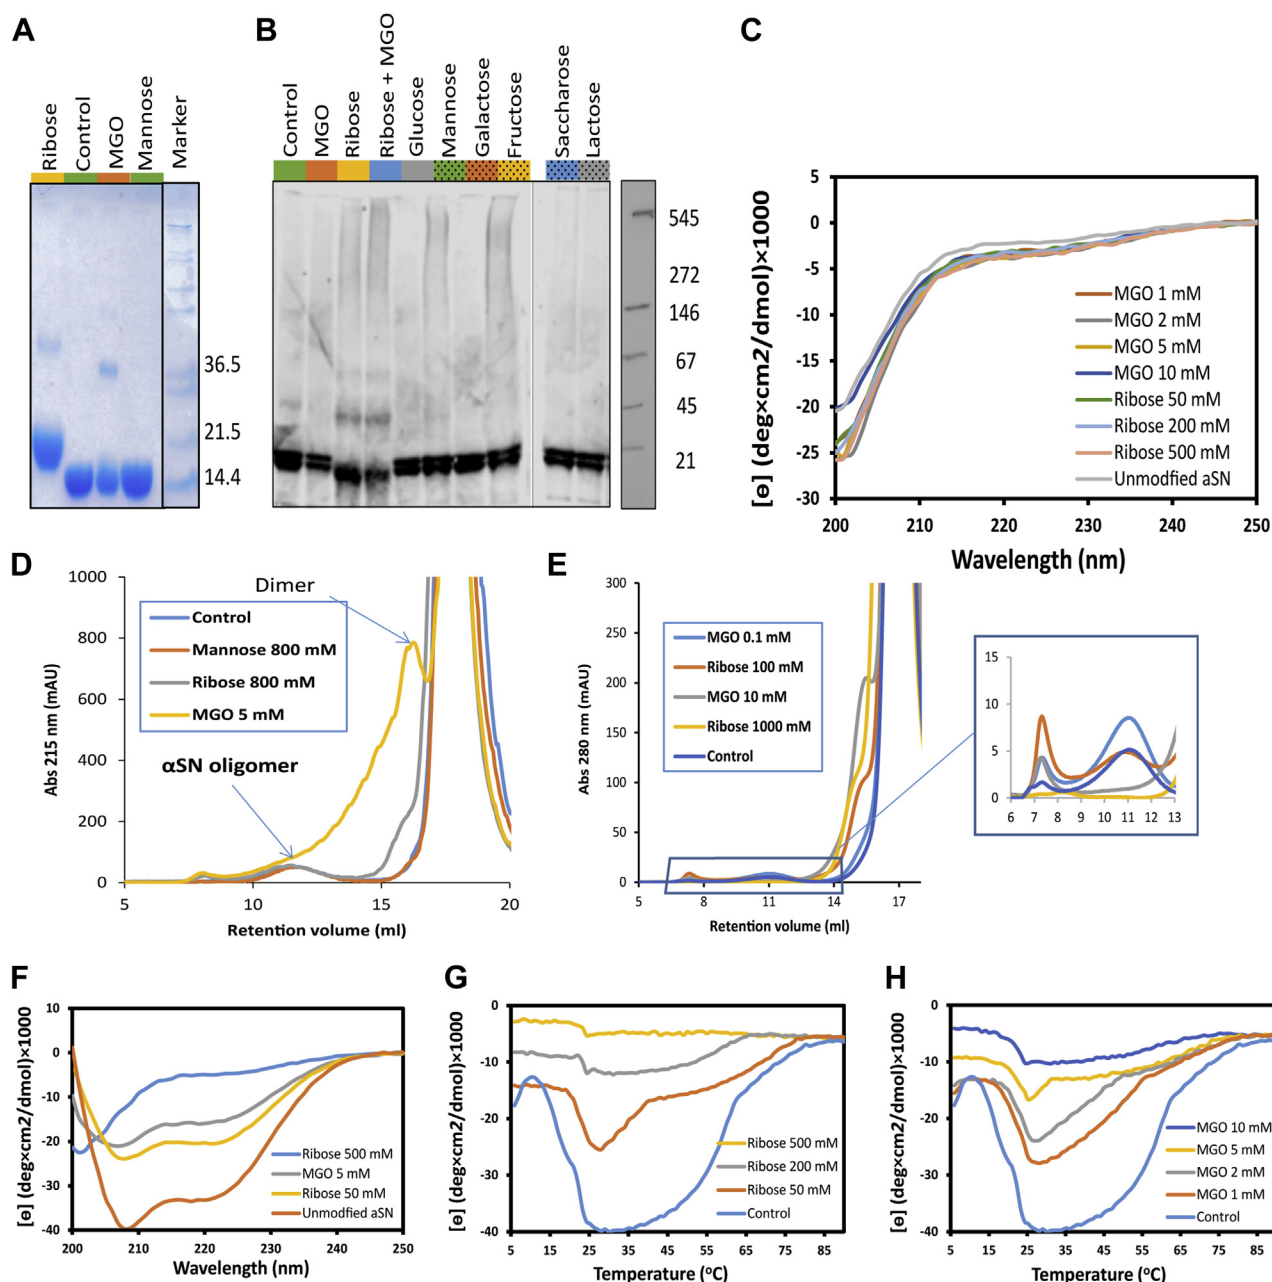 A
Ribose
Control
MGO
Mannose
Marker
36.5
21.5
14.4
B
Control
MGO
Ribose
Ribose + MGO
Glucose
Mannose
Galactose
Fructose
Saccharose
Lactose
545
272
146
67
45
21
C
[ɵ] (deg×cm2/dmol)×1000
5
0
-5
-10
-15
-20
-25
-30
200
210
220
230
240
250
Wavelength (nm)
MGO 1 mM
MGO 2 mM
MGO 5 mM
MGO 10 mM
Ribose 50 mM
Ribose 200 mM
Ribose 500 mM
Unmodfied aSN
D
Abs 215 nm (mAU)
1000
800
600
400
200
0
5
10
15
20
Retention volume (ml)
Control
Mannose 800 mM
Ribose 800 mM
MGO 5 mM
Dimer
αSN oligomer
E
Abs 280 nm (mAU)
300
250
200
150
100
50
0
5
8
11
14
17
Retention volume (ml)
MGO 0.1 mM
Ribose 100 mM
MGO 10 mM
Ribose 1000 mM
Control
15
10
5
0
6
7
8
9
10
11
12
13
F
[ɵ] (deg×cm2/dmol)×1000
10
0
-10
-20
-30
-40
200
210
220
230
240
250
Wavelength (nm)
Ribose 500 mM
MGO 5 mM
Ribose 50 mM
Unmodfied aSN
G
[ɵ] (deg×cm2/dmol)×1000
0
-10
-20
-30
-40
5
25
45
65
85
Temperature (ºC)
Ribose 500 mM
Ribose 200 mM
Ribose 50 mM
Control
H
[ɵ] (deg×cm2/dmol)×1000
0
-10
-20
-30
-40
5
15
25
35
45
55
65
75
85
Temperature (ºC)
MGO 10 mM
MGO 5 mM
MGO 2 mM
MGO 1 mM
Control